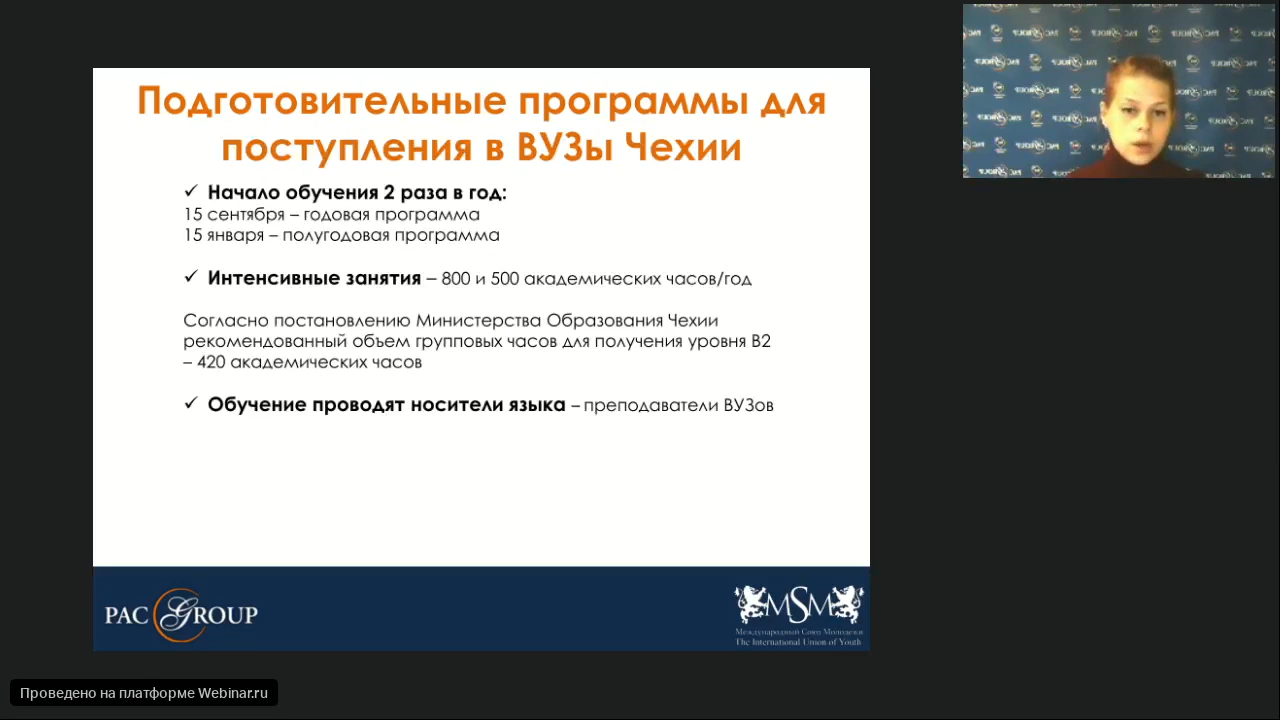 Подготовительные программы для
поступления в ВУЗы Чехии
✓ Начало обучения 2 раза в год:
15 сентября – годовая программа
15 января – полугодовая программа
✓ Интенсивные занятия – 800 и 500 академических часов/год
Согласно постановлению Министерства Образования Чехии
рекомендованный объем групповых часов для получения уровня В2
– 420 академических часов
✓ Обучение проводят носители языка – преподаватели ВУЗов
PAC GROUP
MSM
Международный Союз Молодежи
The International Union of Youth
Проведено на платформе Webinar.ru